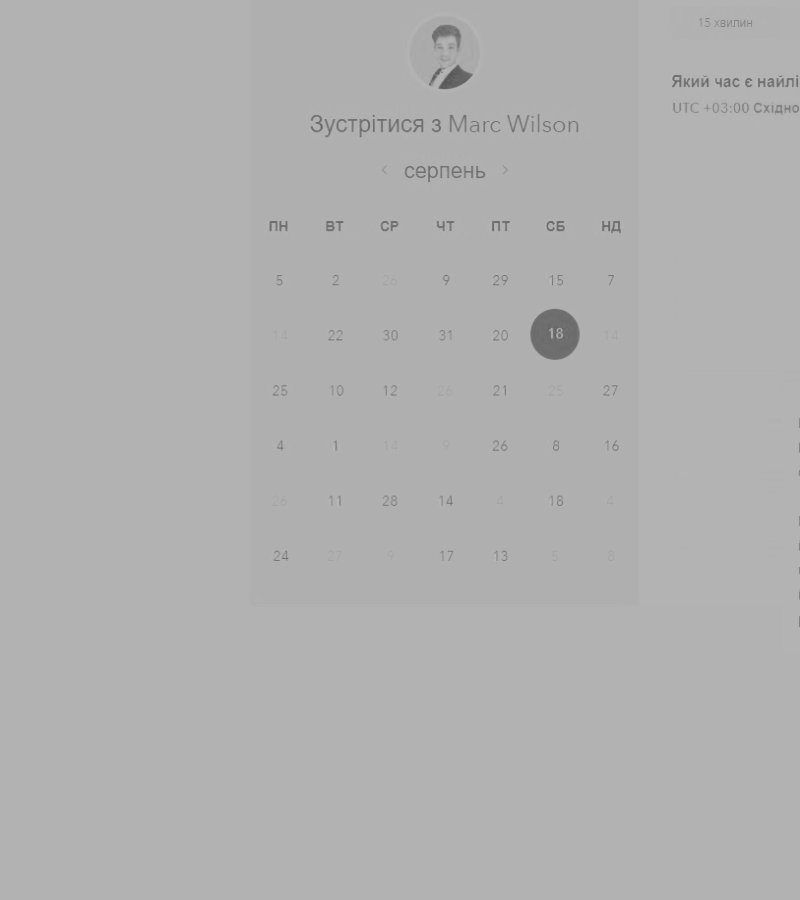 15 хвилин
Зустрітися з Marc Wilson
Який час є найлі
UTC +03:00 Східно
серпень
ПН ВТ СР ЧТ ПТ СБ НД
5 2 26 9 29 15 7
14 22 30 31 20 18 14
25 10 12 26 21 25 27
4 1 14 9 26 8 16
26 11 28 14 4 18 4
24 27 9 17 13 5 8